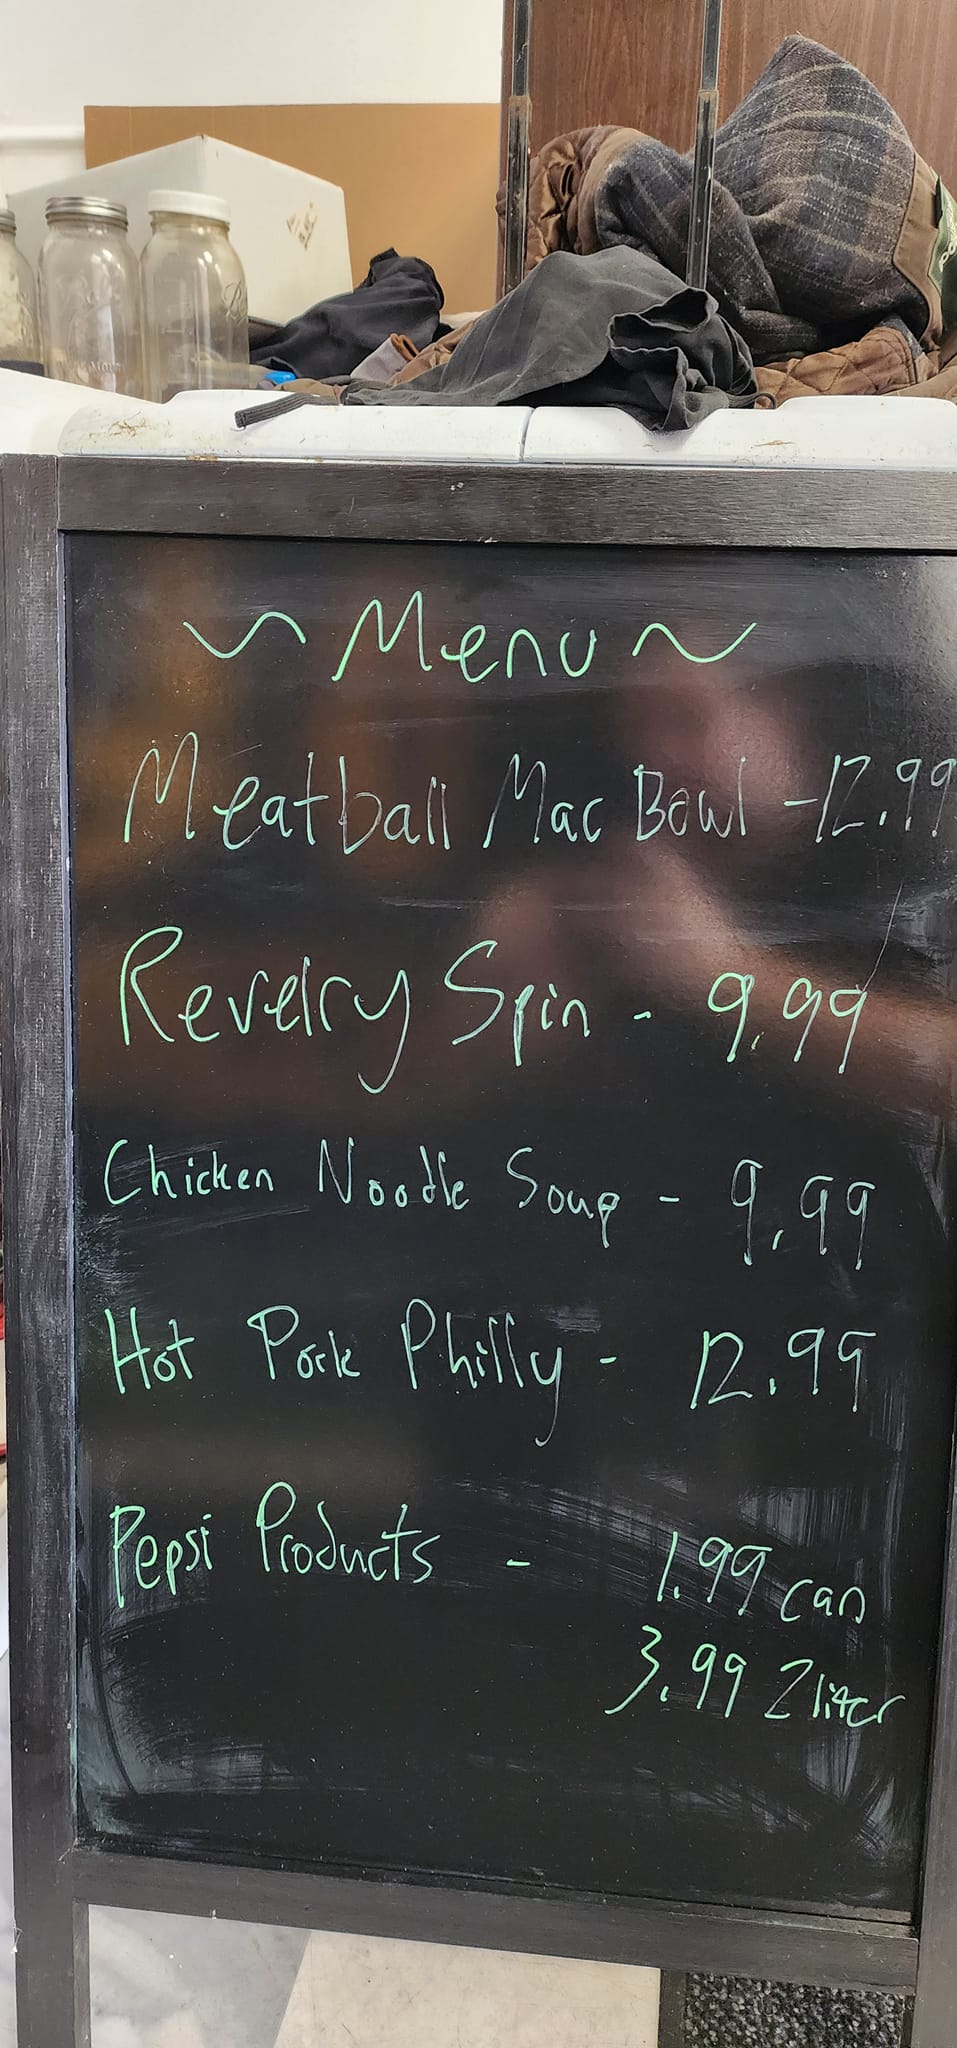 ~ Menu ~
Meatball Mac Bowl - 12.99
Revelry Spin - 9.99
Chicken Noodle Soup - 9.99
Hot Pork Philly - 12.99
Pepsi Products - 1.99 can
3.99 2 liter